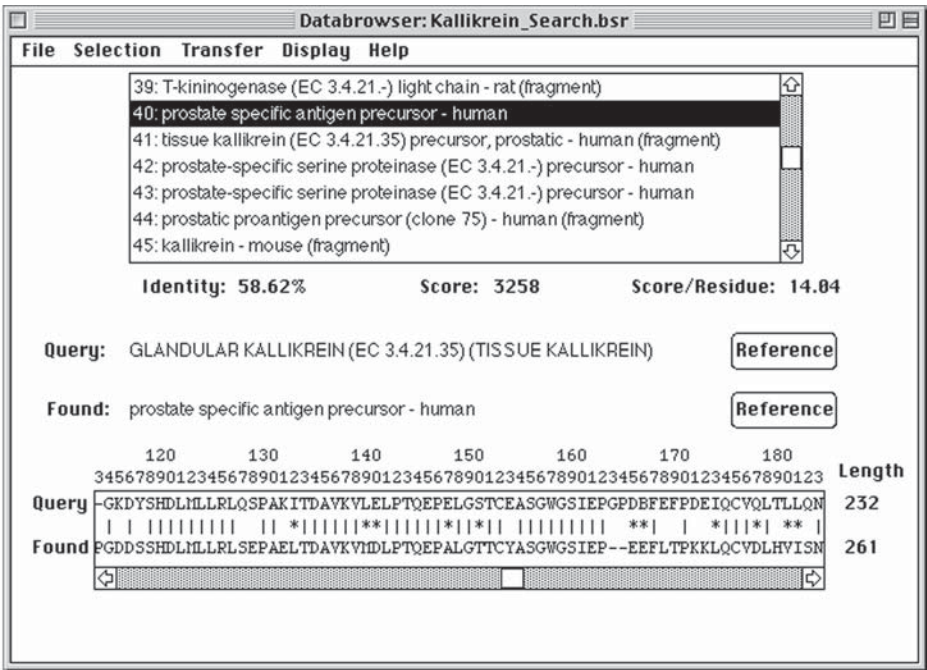 Databrowser: Kallikrein_Search.bsr
File Selection Transfer Display Help
39: T-kininogenase (EC 3.4.21.-) light chain - rat (fragment)
40: prostate specific antigen precursor - human
41: tissue kallikrein (EC 3.4.21.35) precursor, prostatic - human (fragment)
42: prostate-specific serine proteinase (EC 3.4.21.-) precursor - human
43: prostate-specific serine proteinase (EC 3.4.21.-) precursor - human
44: prostatic proantigen precursor (clone 75) - human (fragment)
45: kallikrein - mouse (fragment)
Identity: 58.62% Score: 3258 Score/Residue: 14.04
Query: GLANDULAR KALLIKREIN (EC 3.4.21.35) (TISSUE KALLIKREIN) Reference
Found: prostate specific antigen precursor - human Reference
120 130 140 150 160 170 180
34567890123456789012345678901234567890123456789012345678901234567890123 Length
Query -GKDYSHDLMLLRLQSPAKITDAVKVLELPTQEPELGSTCEASGWGSIEPGPDBFEFPDEIQCVQLTLLQN 232
| | ||||||||| || *||||||**||||||*||*|| |||||||||||| **| | *|||*| ** |
Found PGDDSSHDLMLLRLSEPAELTDAVKVMDLPTQEPALGTTCYASGWGSIEP--EEFLTPKKLQCVDLHVISN 261